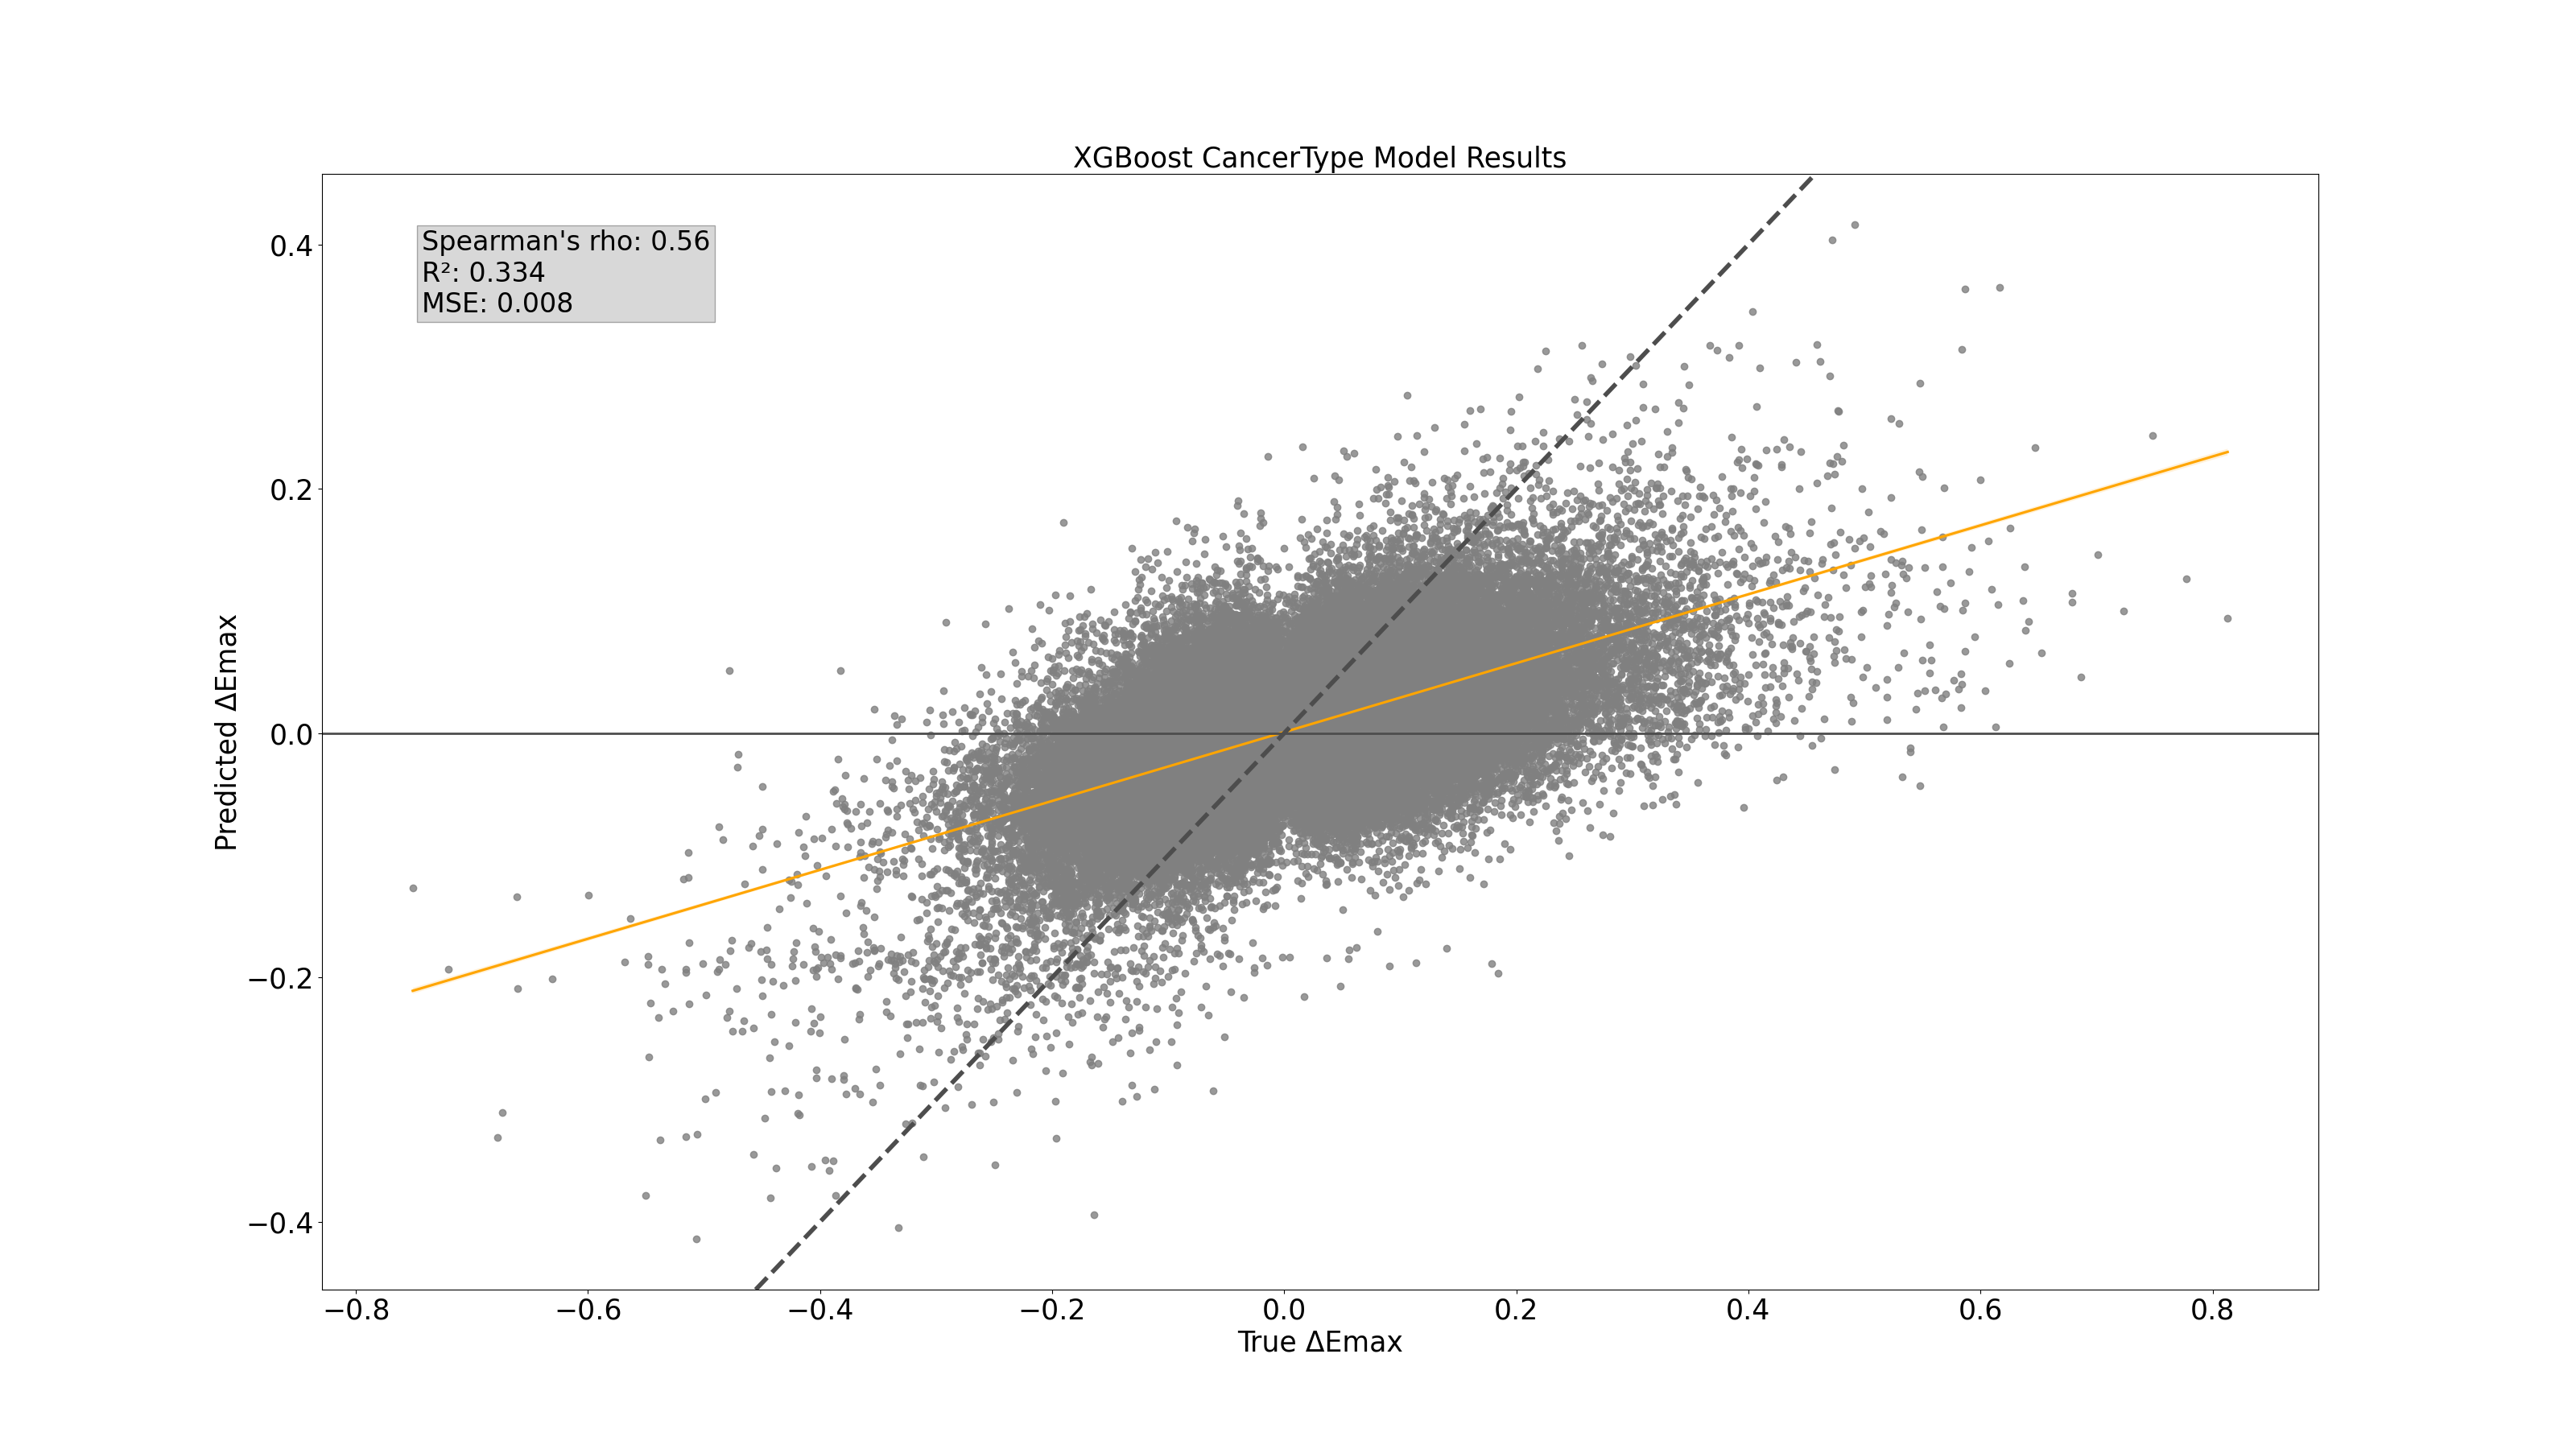 XGBoost CancerType Model Results
Spearman's rho: 0.56
R²: 0.334
MSE: 0.008
Predicted ΔEmax
0.4
0.2
0.0
−0.2
−0.4
−0.8 −0.6 −0.4 −0.2 0.0 0.2 0.4 0.6 0.8
True ΔEmax